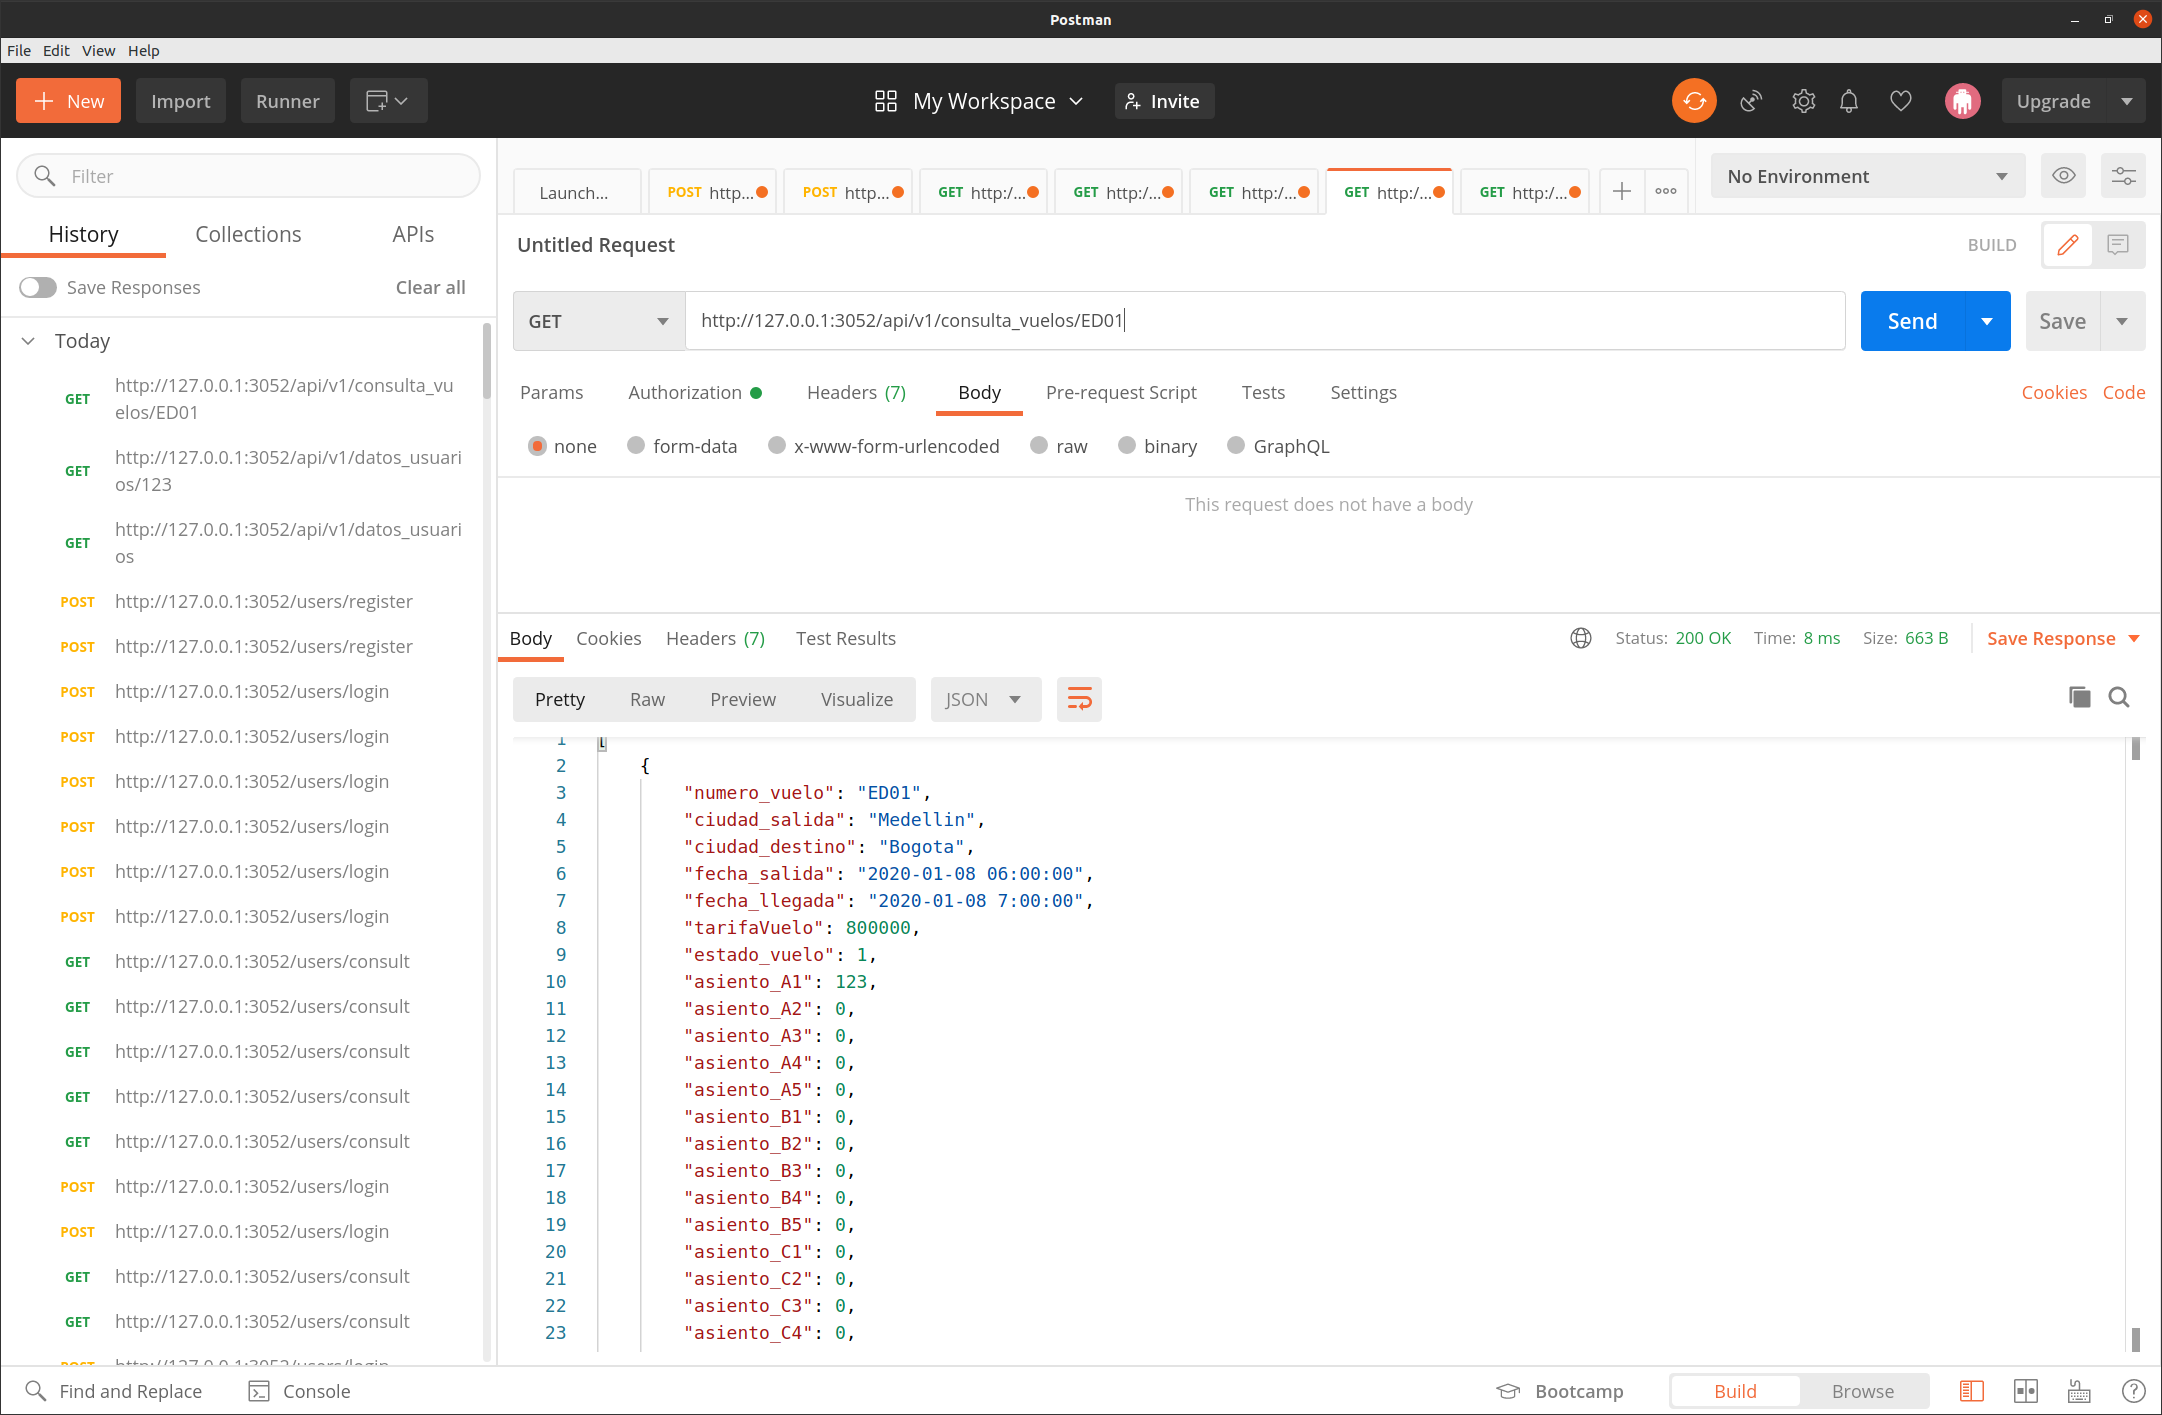 Postman
File Edit View Help
New Import Runner My Workspace Invite Upgrade
Filter
History Collections APIs
Save Responses Clear all
Today
GET http://127.0.0.1:3052/api/v1/consulta_vu
elos/ED01
GET http://127.0.0.1:3052/api/v1/datos_usuari
os/123
GET http://127.0.0.1:3052/api/v1/datos_usuari
os
POST http://127.0.0.1:3052/users/register
POST http://127.0.0.1:3052/users/register
POST http://127.0.0.1:3052/users/login
POST http://127.0.0.1:3052/users/login
POST http://127.0.0.1:3052/users/login
POST http://127.0.0.1:3052/users/login
POST http://127.0.0.1:3052/users/login
POST http://127.0.0.1:3052/users/login
GET http://127.0.0.1:3052/users/consult
GET http://127.0.0.1:3052/users/consult
GET http://127.0.0.1:3052/users/consult
GET http://127.0.0.1:3052/users/consult
GET http://127.0.0.1:3052/users/consult
POST http://127.0.0.1:3052/users/login
POST http://127.0.0.1:3052/users/login
GET http://127.0.0.1:3052/users/consult
GET http://127.0.0.1:3052/users/consult
POST http://127.0.0.1:3052/users/login
Launch... POST http... POST http... GET http:/... GET http:/... GET http:/... GET http:/... GET http:/...
No Environment
Untitled Request BUILD
GET http://127.0.0.1:3052/api/v1/consulta_vuelos/ED01 Send Save
Params Authorization Headers (7) Body Pre-request Script Tests Settings Cookies Code
none form-data x-www-form-urlencoded raw binary GraphQL
This request does not have a body
Body Cookies Headers (7) Test Results Status: 200 OK Time: 8 ms Size: 663 B Save Response
Pretty Raw Preview Visualize JSON
1 [
2 {
3 "numero_vuelo": "ED01",
4 "ciudad_salida": "Medellin",
5 "ciudad_destino": "Bogota",
6 "fecha_salida": "2020-01-08 06:00:00",
7 "fecha_llegada": "2020-01-08 7:00:00",
8 "tarifaVuelo": 800000,
9 "estado_vuelo": 1,
10 "asiento_A1": 123,
11 "asiento_A2": 0,
12 "asiento_A3": 0,
13 "asiento_A4": 0,
14 "asiento_A5": 0,
15 "asiento_B1": 0,
16 "asiento_B2": 0,
17 "asiento_B3": 0,
18 "asiento_B4": 0,
19 "asiento_B5": 0,
20 "asiento_C1": 0,
21 "asiento_C2": 0,
22 "asiento_C3": 0,
23 "asiento_C4": 0,
Find and Replace Console Bootcamp Build Browse